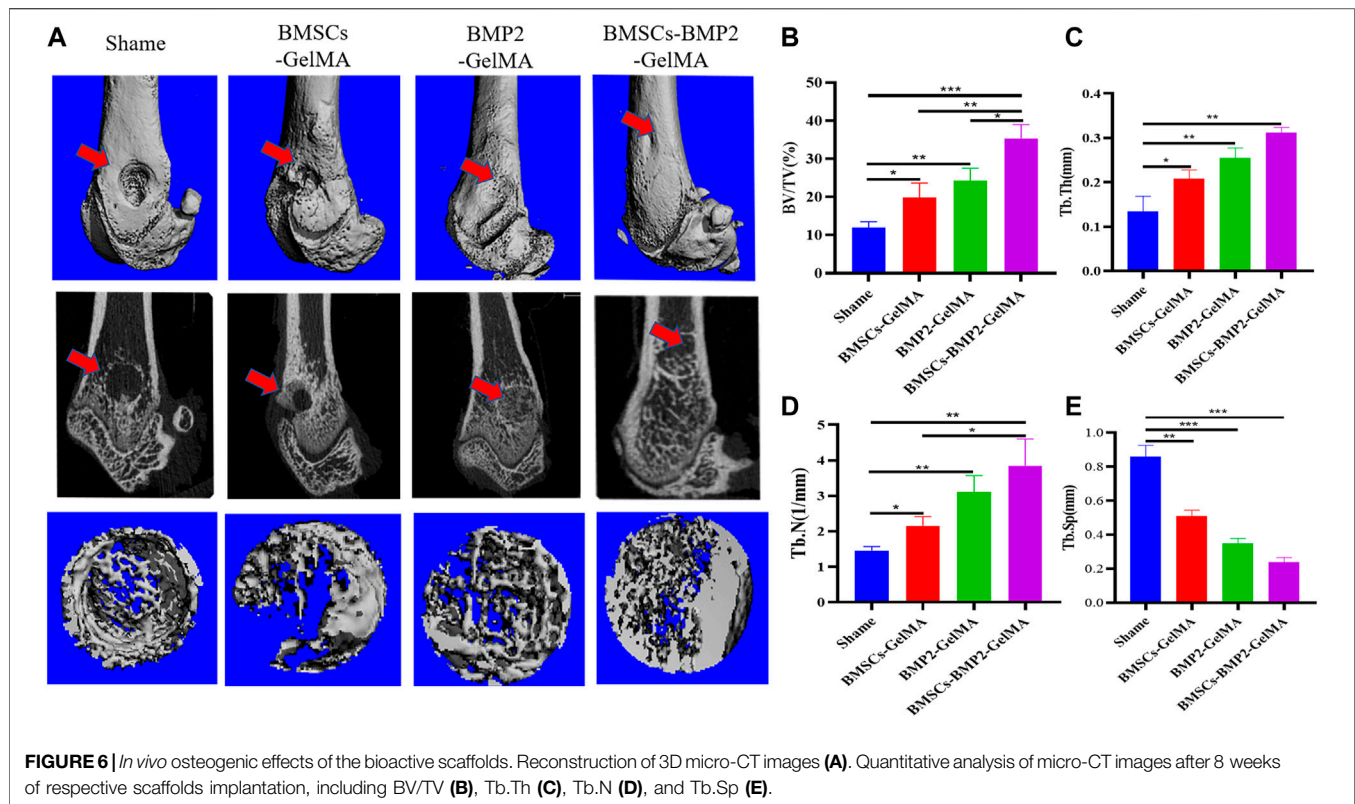 A
Shame
BMSCs
-GelMA
BMP2
-GelMA
BMSCs-BMP2
-GelMA
B
***
**
*
**
*
BV/TV(%)
50
40
30
20
10
0
Shame
BMSCs-GelMA
BMP2-GelMA
BMSCs-BMP2-GelMA
C
**
**
*
Tb.Th(mm)
0.4
0.3
0.2
0.1
0.0
Shame
BMSCs-GelMA
BMP2-GelMA
BMSCs-BMP2-GelMA
D
**
*
**
*
Tb.N(1/mm)
5
4
3
2
1
0
Shame
BMSCs-GelMA
BMP2-GelMA
BMSCs-BMP2-GelMA
E
***
***
**
Tb.Sp(mm)
1.0
0.8
0.6
0.4
0.2
0.0
Shame
BMSCs-GelMA
BMP2-GelMA
BMSCs-BMP2-GelMA
FIGURE 6 | In vivo osteogenic effects of the bioactive scaffolds. Reconstruction of 3D micro-CT images (A). Quantitative analysis of micro-CT images after 8 weeks
of respective scaffolds implantation, including BV/TV (B), Tb.Th (C), Tb.N (D), and Tb.Sp (E).